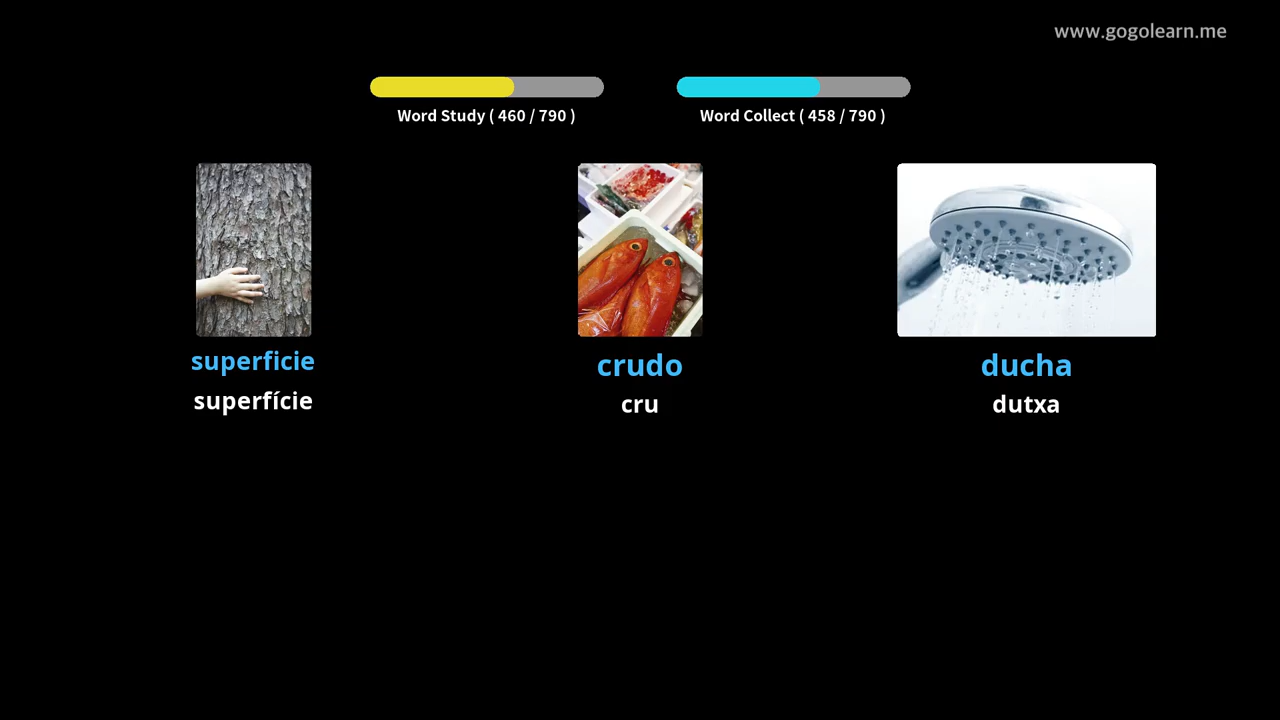 www.gogolearn.me
Word Study ( 460 / 790 )
Word Collect ( 458 / 790 )
superficie
superfície
crudo
cru
ducha
dutxa